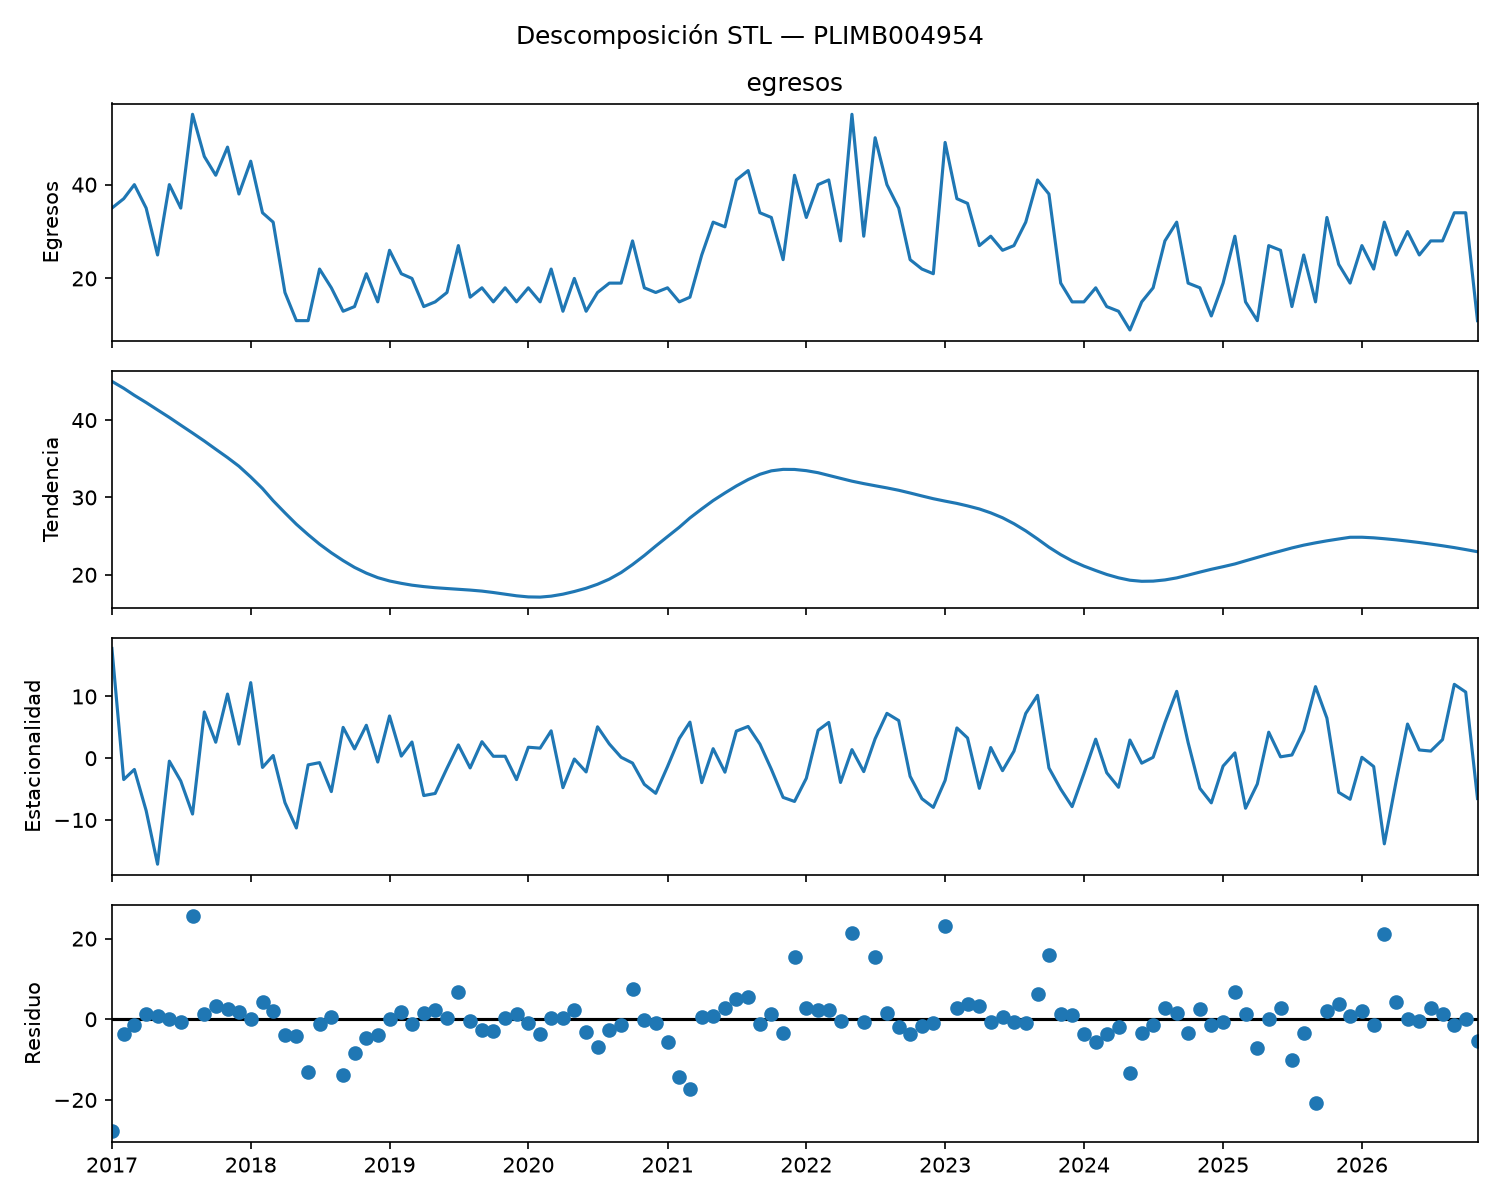 Descomposición STL — PLIMB004954
egresos
Egresos
40
20
Tendencia
40
30
20
Estacionalidad
10
0
−10
Residuo
20
0
−20
2017 2018 2019 2020 2021 2022 2023 2024 2025 2026